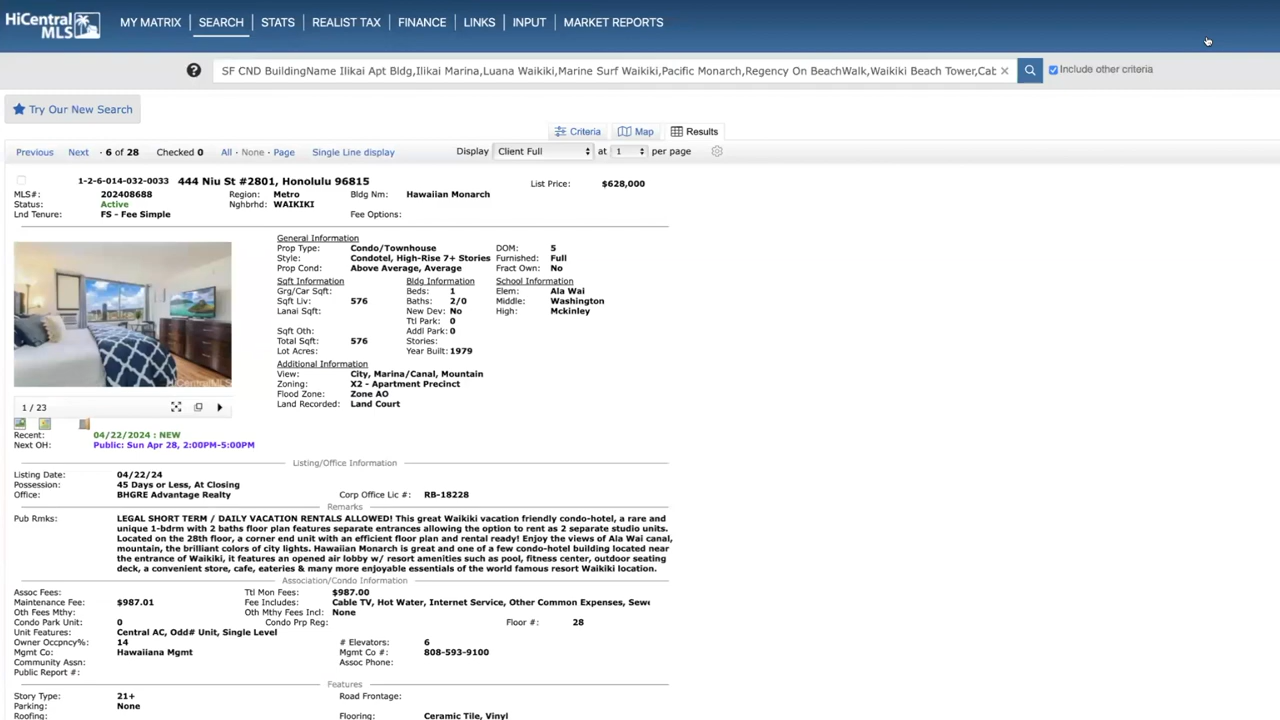 HiCentral MLS
MY MATRIX SEARCH STATS REALIST TAX FINANCE LINKS INPUT MARKET REPORTS
? SF CND BuildingName Ilikai Apt Bldg,Ilikai Marina,Luana Waikiki,Marine Surf Waikiki,Pacific Monarch,Regency On BeachWalk,Waikiki Beach Tower,Cab × Include other criteria
Try Our New Search
Criteria Map Results
Previous Next · 6 of 28 Checked 0 All · None · Page Single Line display Display Client Full at 1 per page
1-2-6-014-032-0033 444 Niu St #2801, Honolulu 96815 List Price: $628,000
MLS#: 202408688 Region: Metro Bldg Nm: Hawaiian Monarch
Status: Active Nghbrhd: WAIKIKI
Lnd Tenure: FS - Fee Simple Fee Options:
General Information
Prop Type: Condo/Townhouse DOM: 5
Style: Condotel, High-Rise 7+ Stories Furnished: Full
Prop Cond: Above Average, Average Fract Own: No
Sqft Information Bldg Information School Information
Grg/Car Sqft: Beds: 1 Elem: Ala Wai
Sqft Liv: 576 Baths: 2/0 Middle: Washington
Lanai Sqft: New Dev: No High: Mckinley
Ttl Park: 0
Sqft Oth: Addl Park: 0
Total Sqft: 576 Stories:
Lot Acres: Year Built: 1979
Additional Information
View: City, Marina/Canal, Mountain
Zoning: X2 - Apartment Precinct
Flood Zone: Zone AO
Land Recorded: Land Court
HiCentral MLS
1 / 23
Recent: 04/22/2024 : NEW
Next OH: Public: Sun Apr 28, 2:00PM-5:00PM
Listing/Office Information
Listing Date: 04/22/24
Possession: 45 Days or Less, At Closing
Office: BHGRE Advantage Realty Corp Office Lic #: RB-18228
Remarks
Pub Rmks: LEGAL SHORT TERM / DAILY VACATION RENTALS ALLOWED! This great Waikiki vacation friendly condo-hotel, a rare and
unique 1-bdrm with 2 baths floor plan features separate entrances allowing the option to rent as 2 separate studio units.
Located on the 28th floor, a corner end unit with an efficient floor plan and rental ready! Enjoy the views of Ala Wai canal,
mountain, the brilliant colors of city lights. Hawaiian Monarch is great and one of a few condo-hotel building located near
the entrance of Waikiki, it features an opened air lobby w/ resort amenities such as pool, fitness center, outdoor seating
deck, a convenient store, cafe, eateries & many more enjoyable essentials of the world famous resort Waikiki location.
Association/Condo Information
Assoc Fees: Ttl Mon Fees: $987.00
Maintenance Fee: $987.01 Fee Includes: Cable TV, Hot Water, Internet Service, Other Common Expenses, Sewe
Oth Fees Mthy: Oth Mthy Fees Incl: None
Condo Park Unit: 0 Condo Prp Reg: Floor #: 28
Unit Features: Central AC, Odd# Unit, Single Level
Owner Occpncy%: 14 # Elevators: 6
Mgmt Co: Hawaiiana Mgmt Mgmt Co #: 808-593-9100
Community Assn: Assoc Phone:
Public Report #:
Features
Story Type: 21+ Road Frontage:
Parking: None
Roofing: Flooring: Ceramic Tile, Vinyl